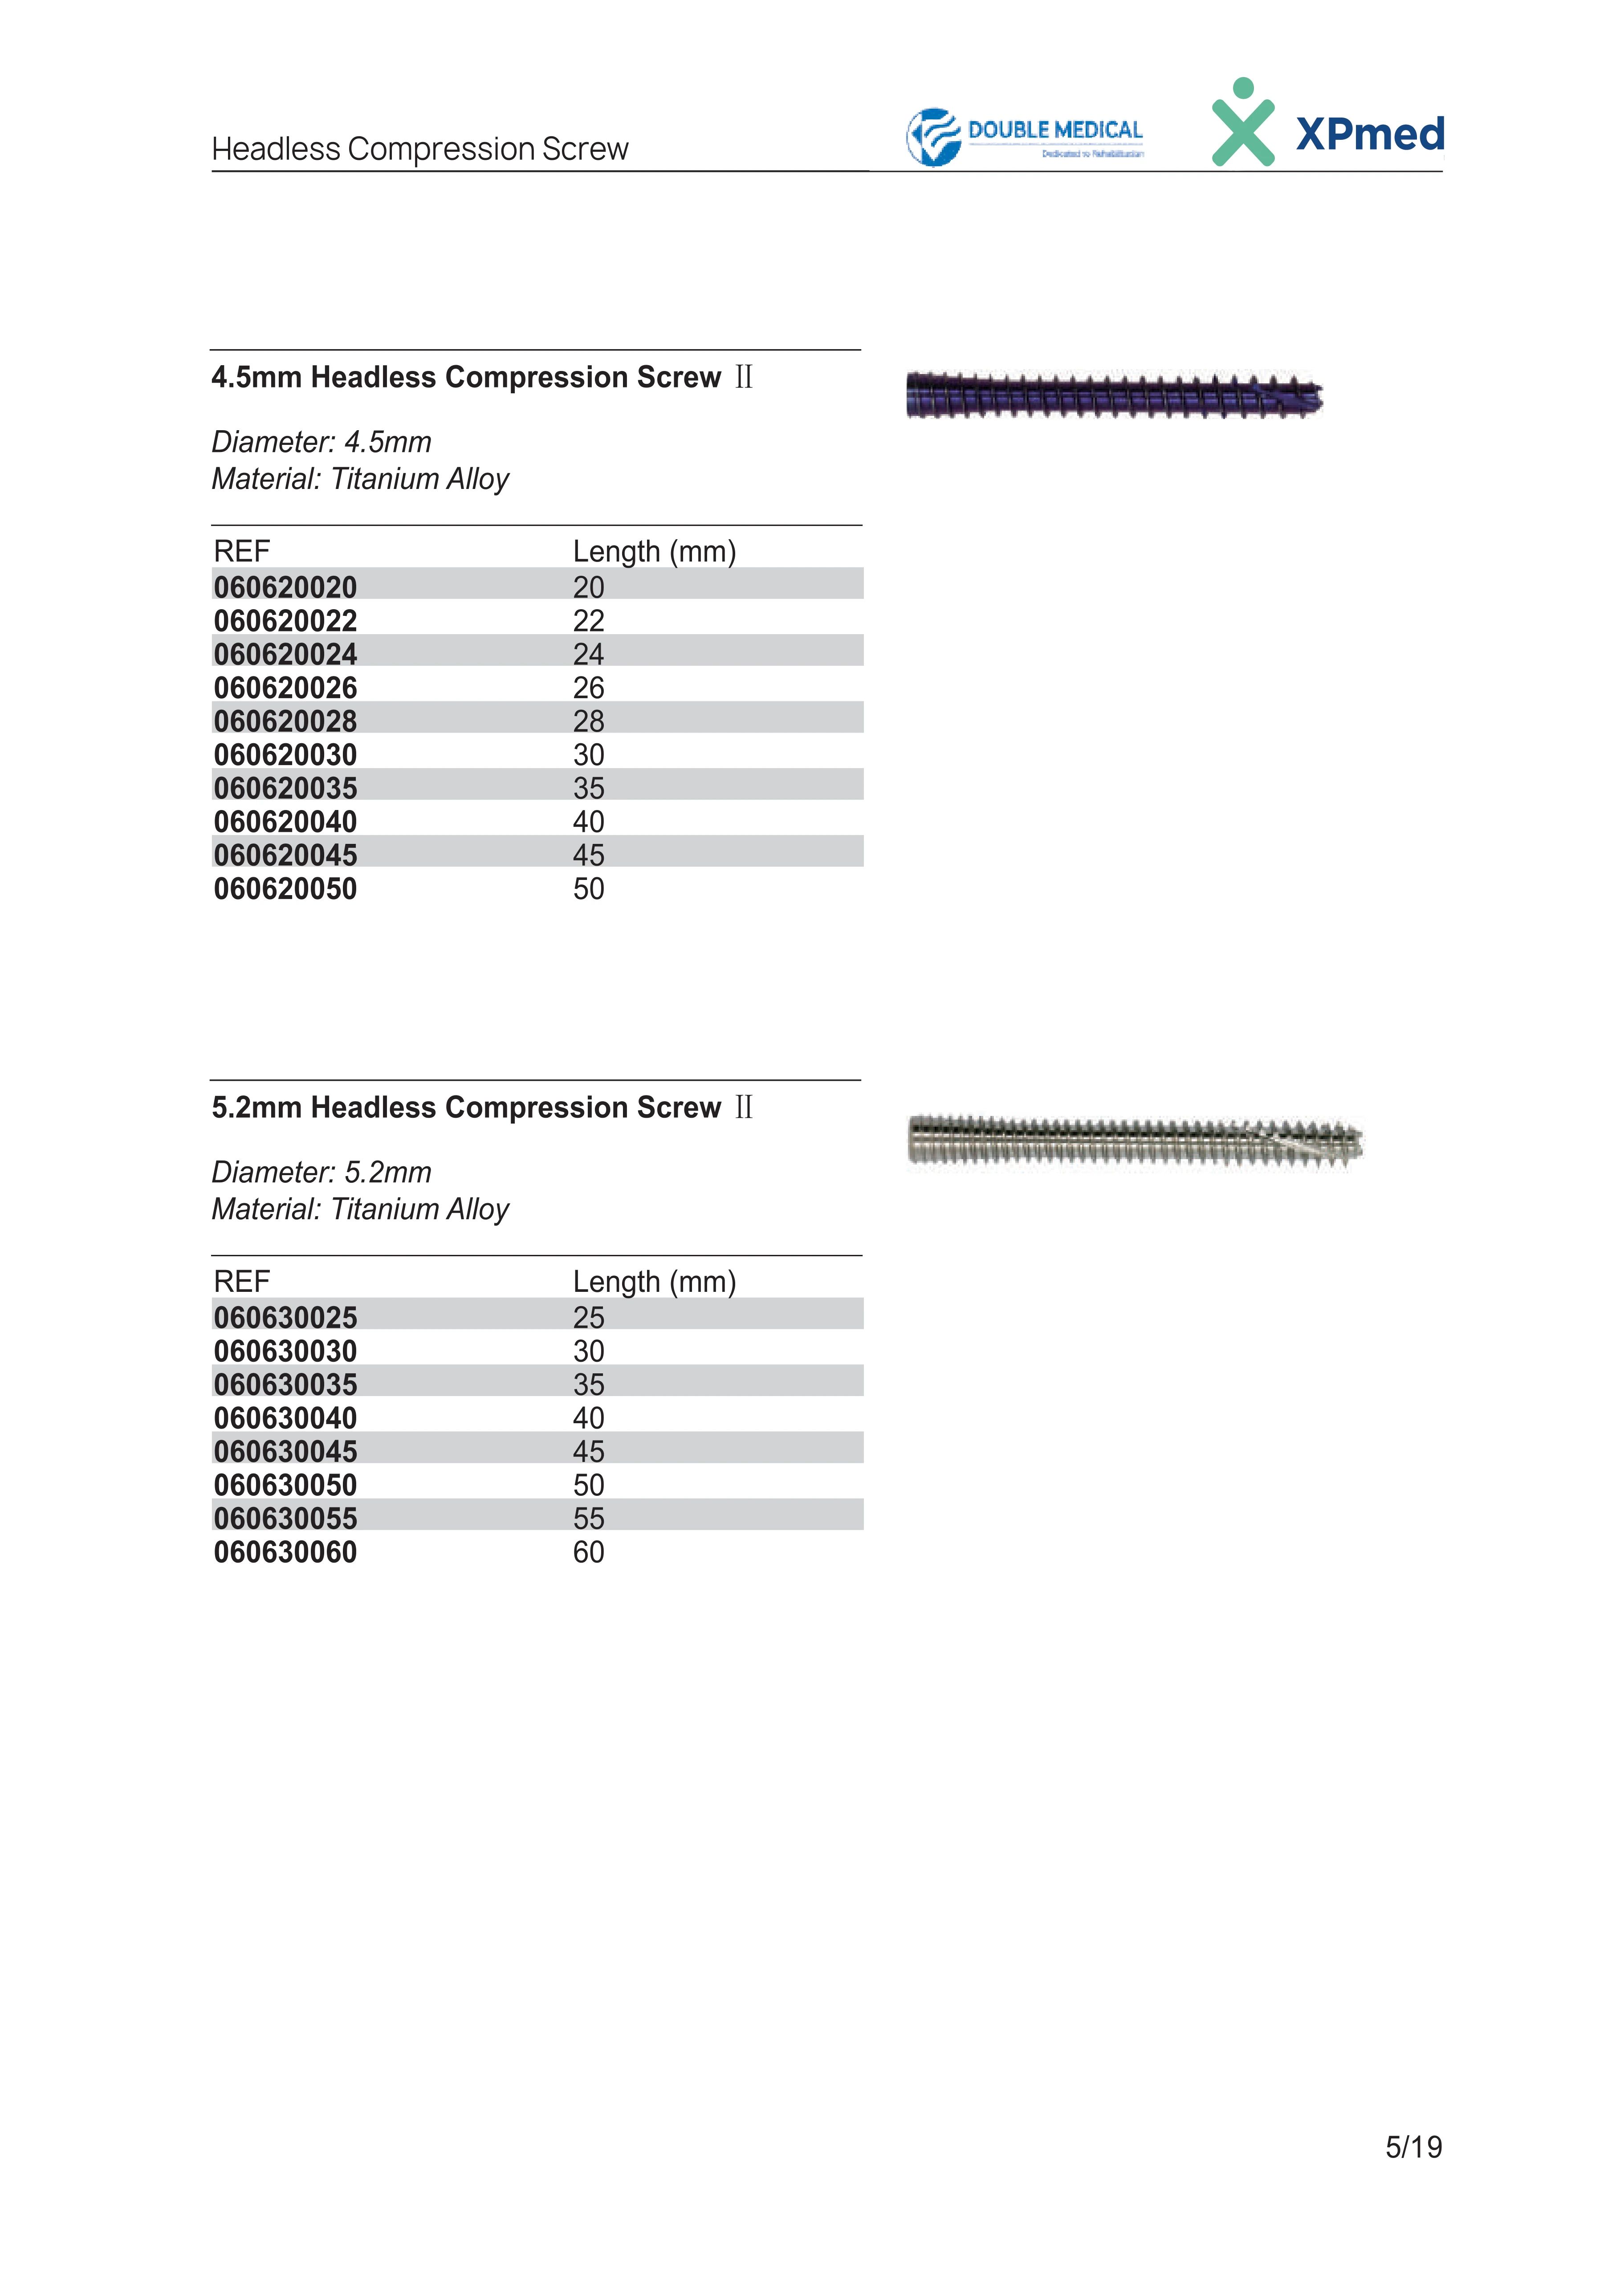 Headless Compression Screw
DOUBLE MEDICAL
Dedicated to Rehabilitation
XPmed
4.5mm Headless Compression Screw Ⅱ
Diameter: 4.5mm
Material: Titanium Alloy
REF Length (mm)
060620020 20
060620022 22
060620024 24
060620026 26
060620028 28
060620030 30
060620035 35
060620040 40
060620045 45
060620050 50
5.2mm Headless Compression Screw Ⅱ
Diameter: 5.2mm
Material: Titanium Alloy
REF Length (mm)
060630025 25
060630030 30
060630035 35
060630040 40
060630045 45
060630050 50
060630055 55
060630060 60
5/19